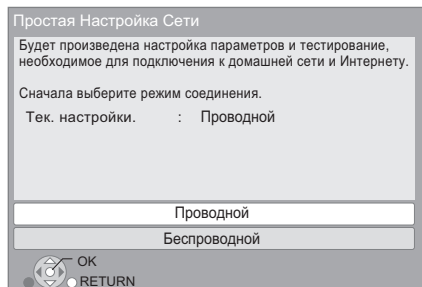 Простая Настройка Сети
Будет произведена настройка параметров и тестирование,
необходимое для подключения к домашней сети и Интернету.
Сначала выберите режим соединения.
Тек. настройки. : Проводной
Проводной
Беспроводной
OK
RETURN